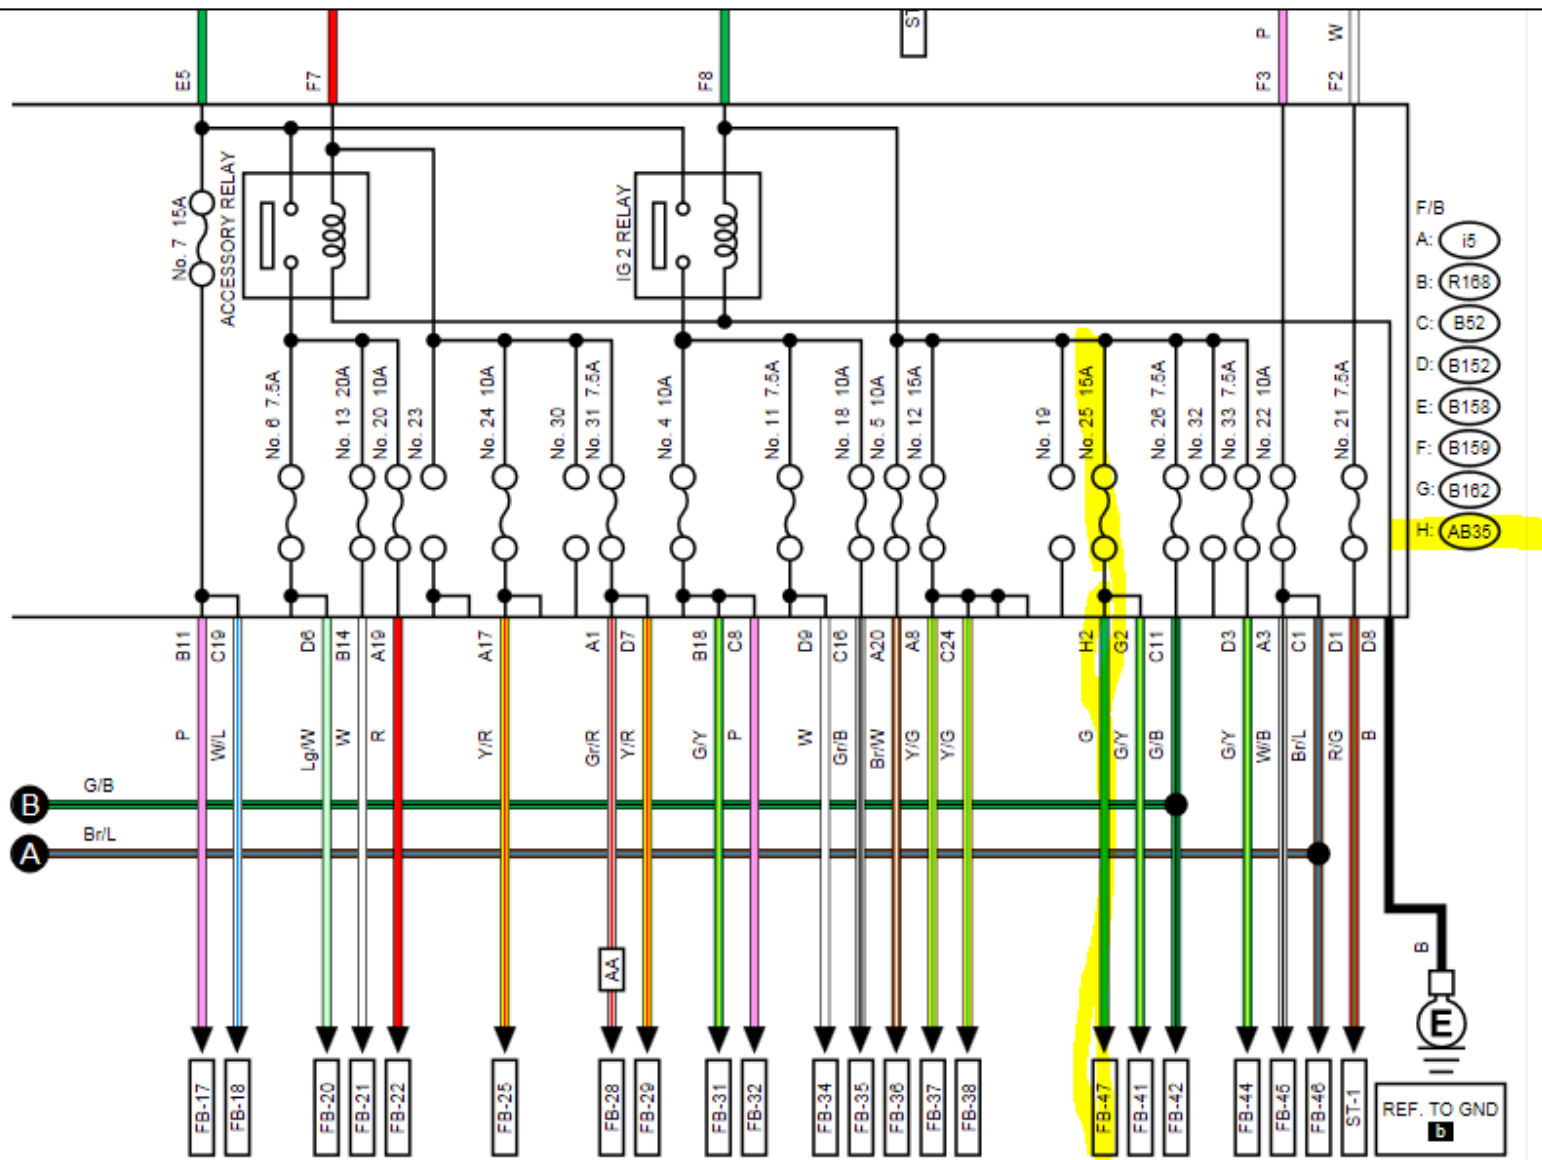 ST
P
W
E5
F7
F8
F3
F2
No. 7 15A
ACCESSORY RELAY
IG 2 RELAY
F/B
A: i5
B: R168
C: B52
D: B152
E: B158
F: B159
G: B162
H: AB35
No. 6 7.5A
No. 13 20A
No. 20 10A
No. 23
No. 24 10A
No. 30
No. 31 7.5A
No. 4 10A
No. 11 7.5A
No. 18 10A
No. 5 10A
No. 12 15A
No. 19
No. 25 15A
No. 26 7.5A
No. 32
No. 33 7.5A
No. 22 10A
No. 21 7.5A
B11
C19
D6
B14
A19
A17
A1
D7
B18
C8
D9
C16
A20
A8
C24
H2
G2
C11
D3
A3
C1
D1
D8
P
W/L
Lg/W
W
R
Y/R
Gr/R
Y/R
G/Y
P
W
Gr/B
Br/W
Y/G
Y/G
G
G/Y
G/B
G/Y
W/B
Br/L
R/G
B
B G/B
A Br/L
AA
B
E
FB-17
FB-18
FB-20
FB-21
FB-22
FB-25
FB-28
FB-29
FB-31
FB-32
FB-34
FB-35
FB-36
FB-37
FB-38
FB-47
FB-41
FB-42
FB-44
FB-45
FB-46
ST-1
REF. TO GND
b